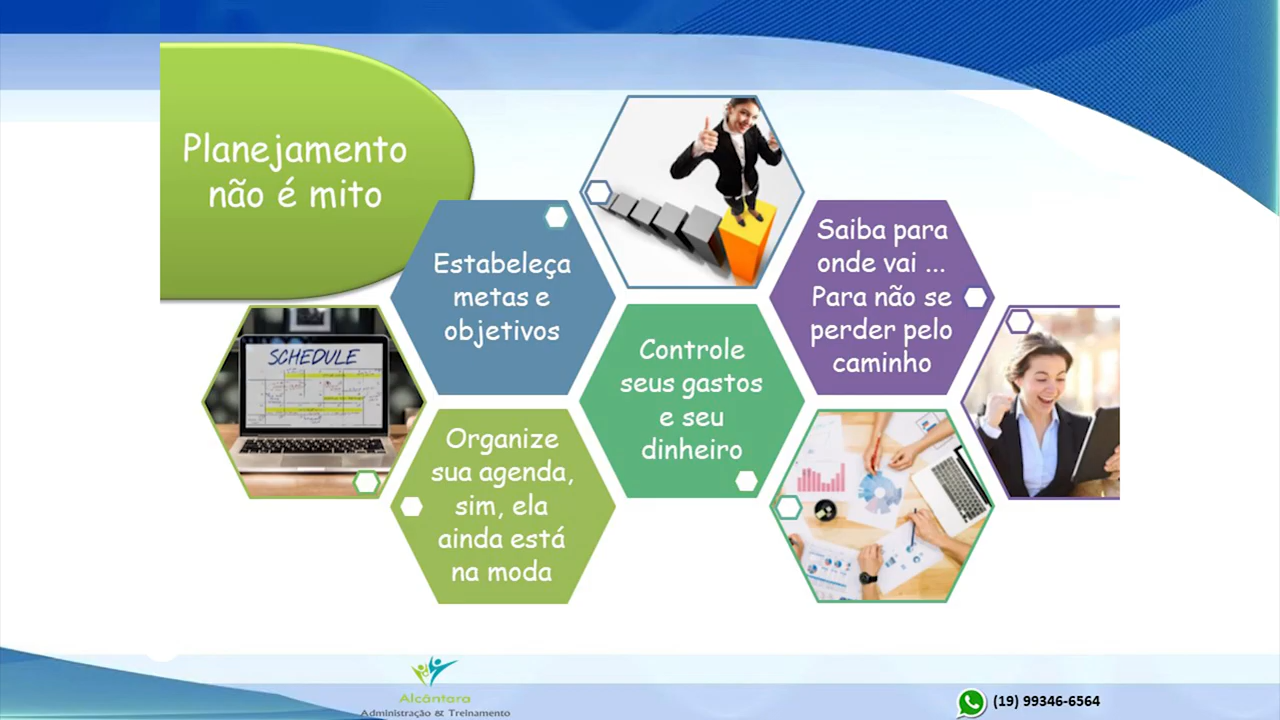 Planejamento
não é mito
Estabeleça
metas e
objetivos
Saiba para
onde vai ...
Para não se
perder pelo
caminho
Controle
seus gastos
e seu
dinheiro
SCHEDULE
Organize
sua agenda,
sim, ela
ainda está
na moda
Alcântara
Administração & Treinamento
(19) 99346-6564